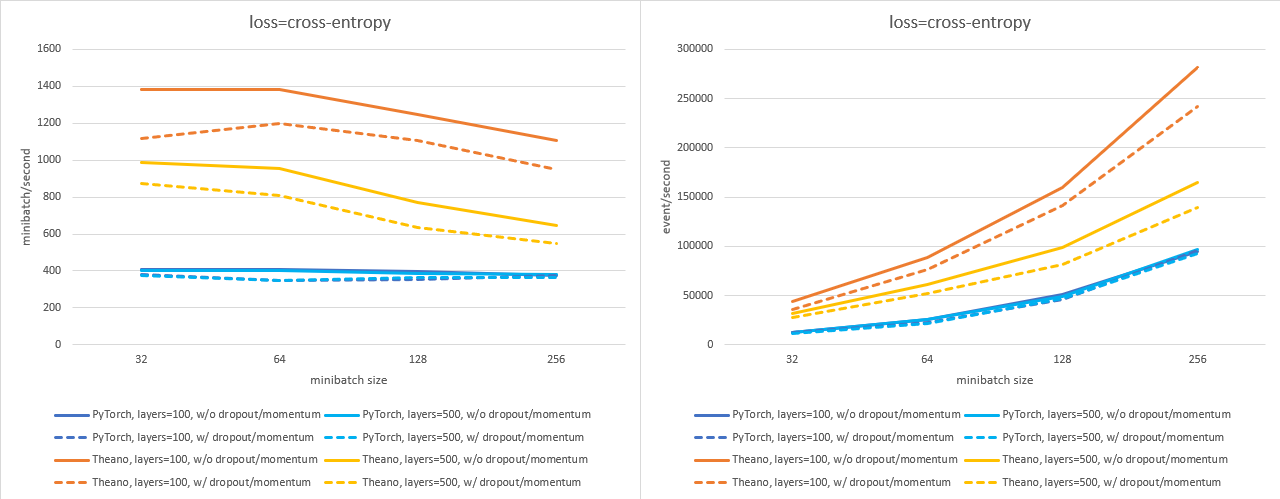 loss=cross-entropy
1600
1400
1200
1000
800
600
400
200
0
minibatch/second
32 64 128 256
minibatch size
PyTorch, layers=100, w/o dropout/momentum PyTorch, layers=500, w/o dropout/momentum
PyTorch, layers=100, w/ dropout/momentum PyTorch, layers=500, w/ dropout/momentum
Theano, layers=100, w/o dropout/momentum Theano, layers=500, w/o dropout/momentum
Theano, layers=100, w/ dropout/momentum Theano, layers=500, w/ dropout/momentum
loss=cross-entropy
300000
250000
200000
150000
100000
50000
0
event/second
32 64 128 256
minibatch size
PyTorch, layers=100, w/o dropout/momentum PyTorch, layers=500, w/o dropout/momentum
PyTorch, layers=100, w/ dropout/momentum PyTorch, layers=500, w/ dropout/momentum
Theano, layers=100, w/o dropout/momentum Theano, layers=500, w/o dropout/momentum
Theano, layers=100, w/ dropout/momentum Theano, layers=500, w/ dropout/momentum